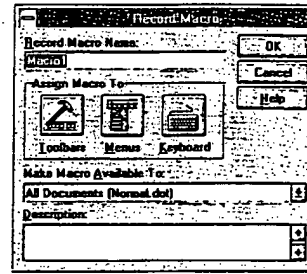 Record Macro
Record Macro Name:
Macro1
OK
Cancel
Help
Assign Macro To
Toolbars Menus Keyboard
Make Macro Available To:
All Documents (Normal.dot)
Description: